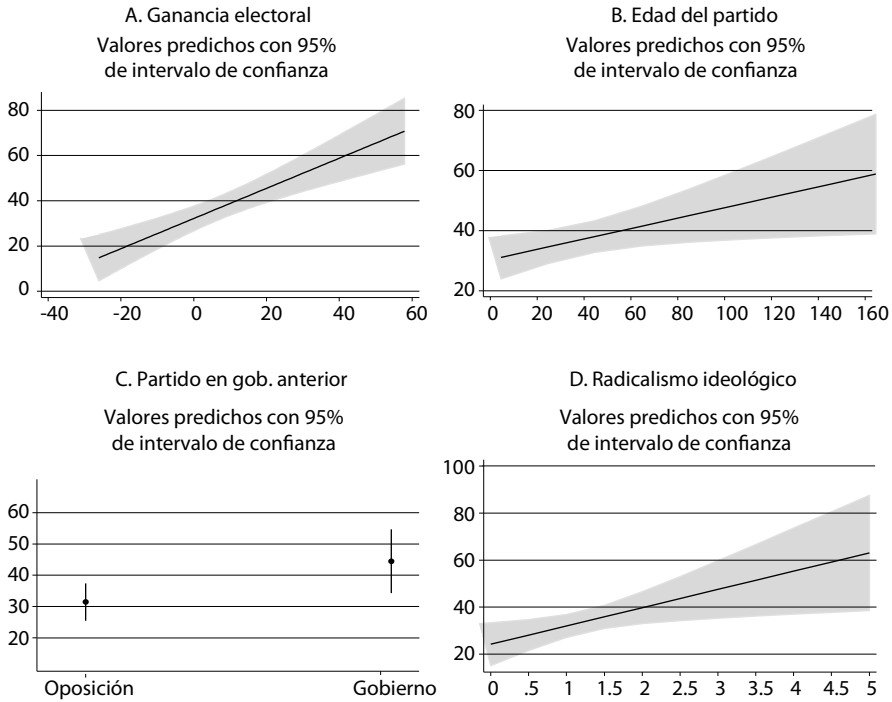 A. Ganancia electoral
Valores predichos con 95%
de intervalo de confianza
80
60
40
20
0
-40 -20 0 20 40 60
B. Edad del partido
Valores predichos con 95%
de intervalo de confianza
80
60
40
20
0 20 40 60 80 100 120 140 160
C. Partido en gob. anterior
Valores predichos con 95%
de intervalo de confianza
60
50
40
30
20
Oposición Gobierno
D. Radicalismo ideológico
Valores predichos con 95%
de intervalo de confianza
100
80
60
40
20
0 .5 1 1.5 2 2.5 3 3.5 4 4.5 5